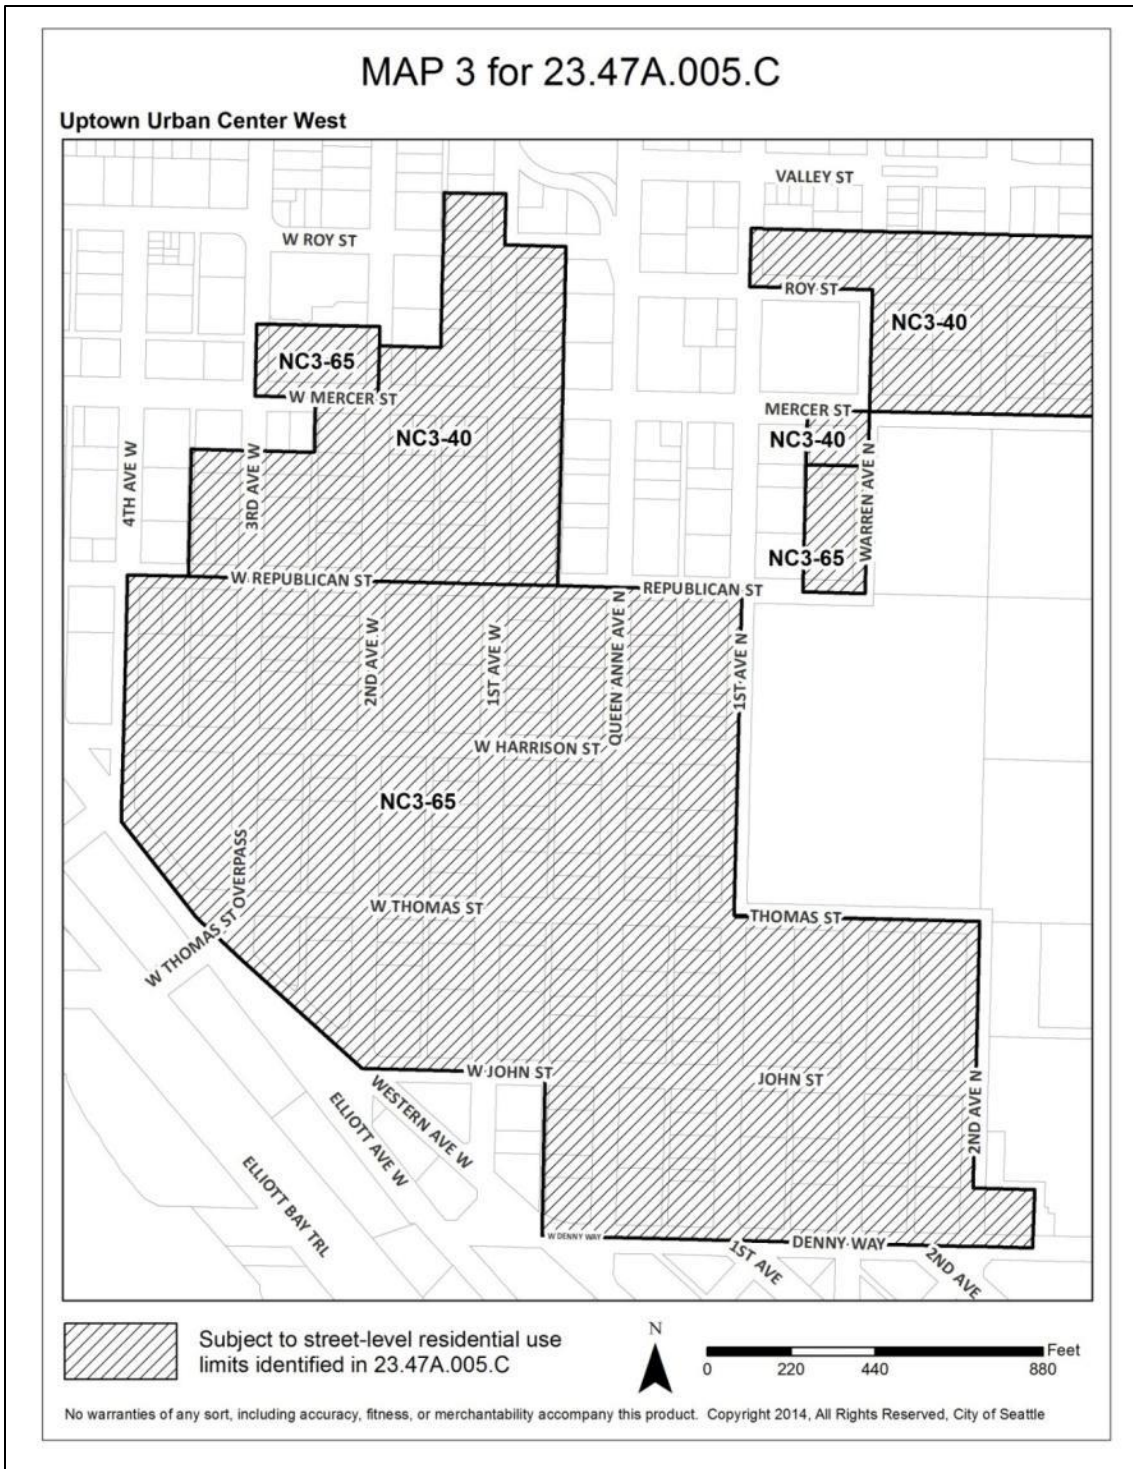 MAP 3 for 23.47A.005.C
Uptown Urban Center West
VALLEY ST
W ROY ST
ROY ST
NC3-40
NC3-65
W MERCER ST
MERCER ST
NC3-40
NC3-40
4TH AVE W
3RD AVE W
WARREN AVE N
NC3-65
W REPUBLICAN ST
REPUBLICAN ST
2ND AVE W
1ST AVE W
QUEEN ANNE AVE N
1ST AVE N
W HARRISON ST
NC3-65
W THOMAS ST OVERPASS
W THOMAS ST
THOMAS ST
W JOHN ST
JOHN ST
2ND AVE N
WESTERN AVE W
ELLIOTT AVE W
ELLIOTT BAY TRL
W DENNY WAY
DENNY WAY
1ST AVE
2ND AVE
Subject to street-level residential use
limits identified in 23.47A.005.C
N
Feet
0 220 440 880
No warranties of any sort, including accuracy, fitness, or merchantability accompany this product. Copyright 2014, All Rights Reserved, City of Seattle